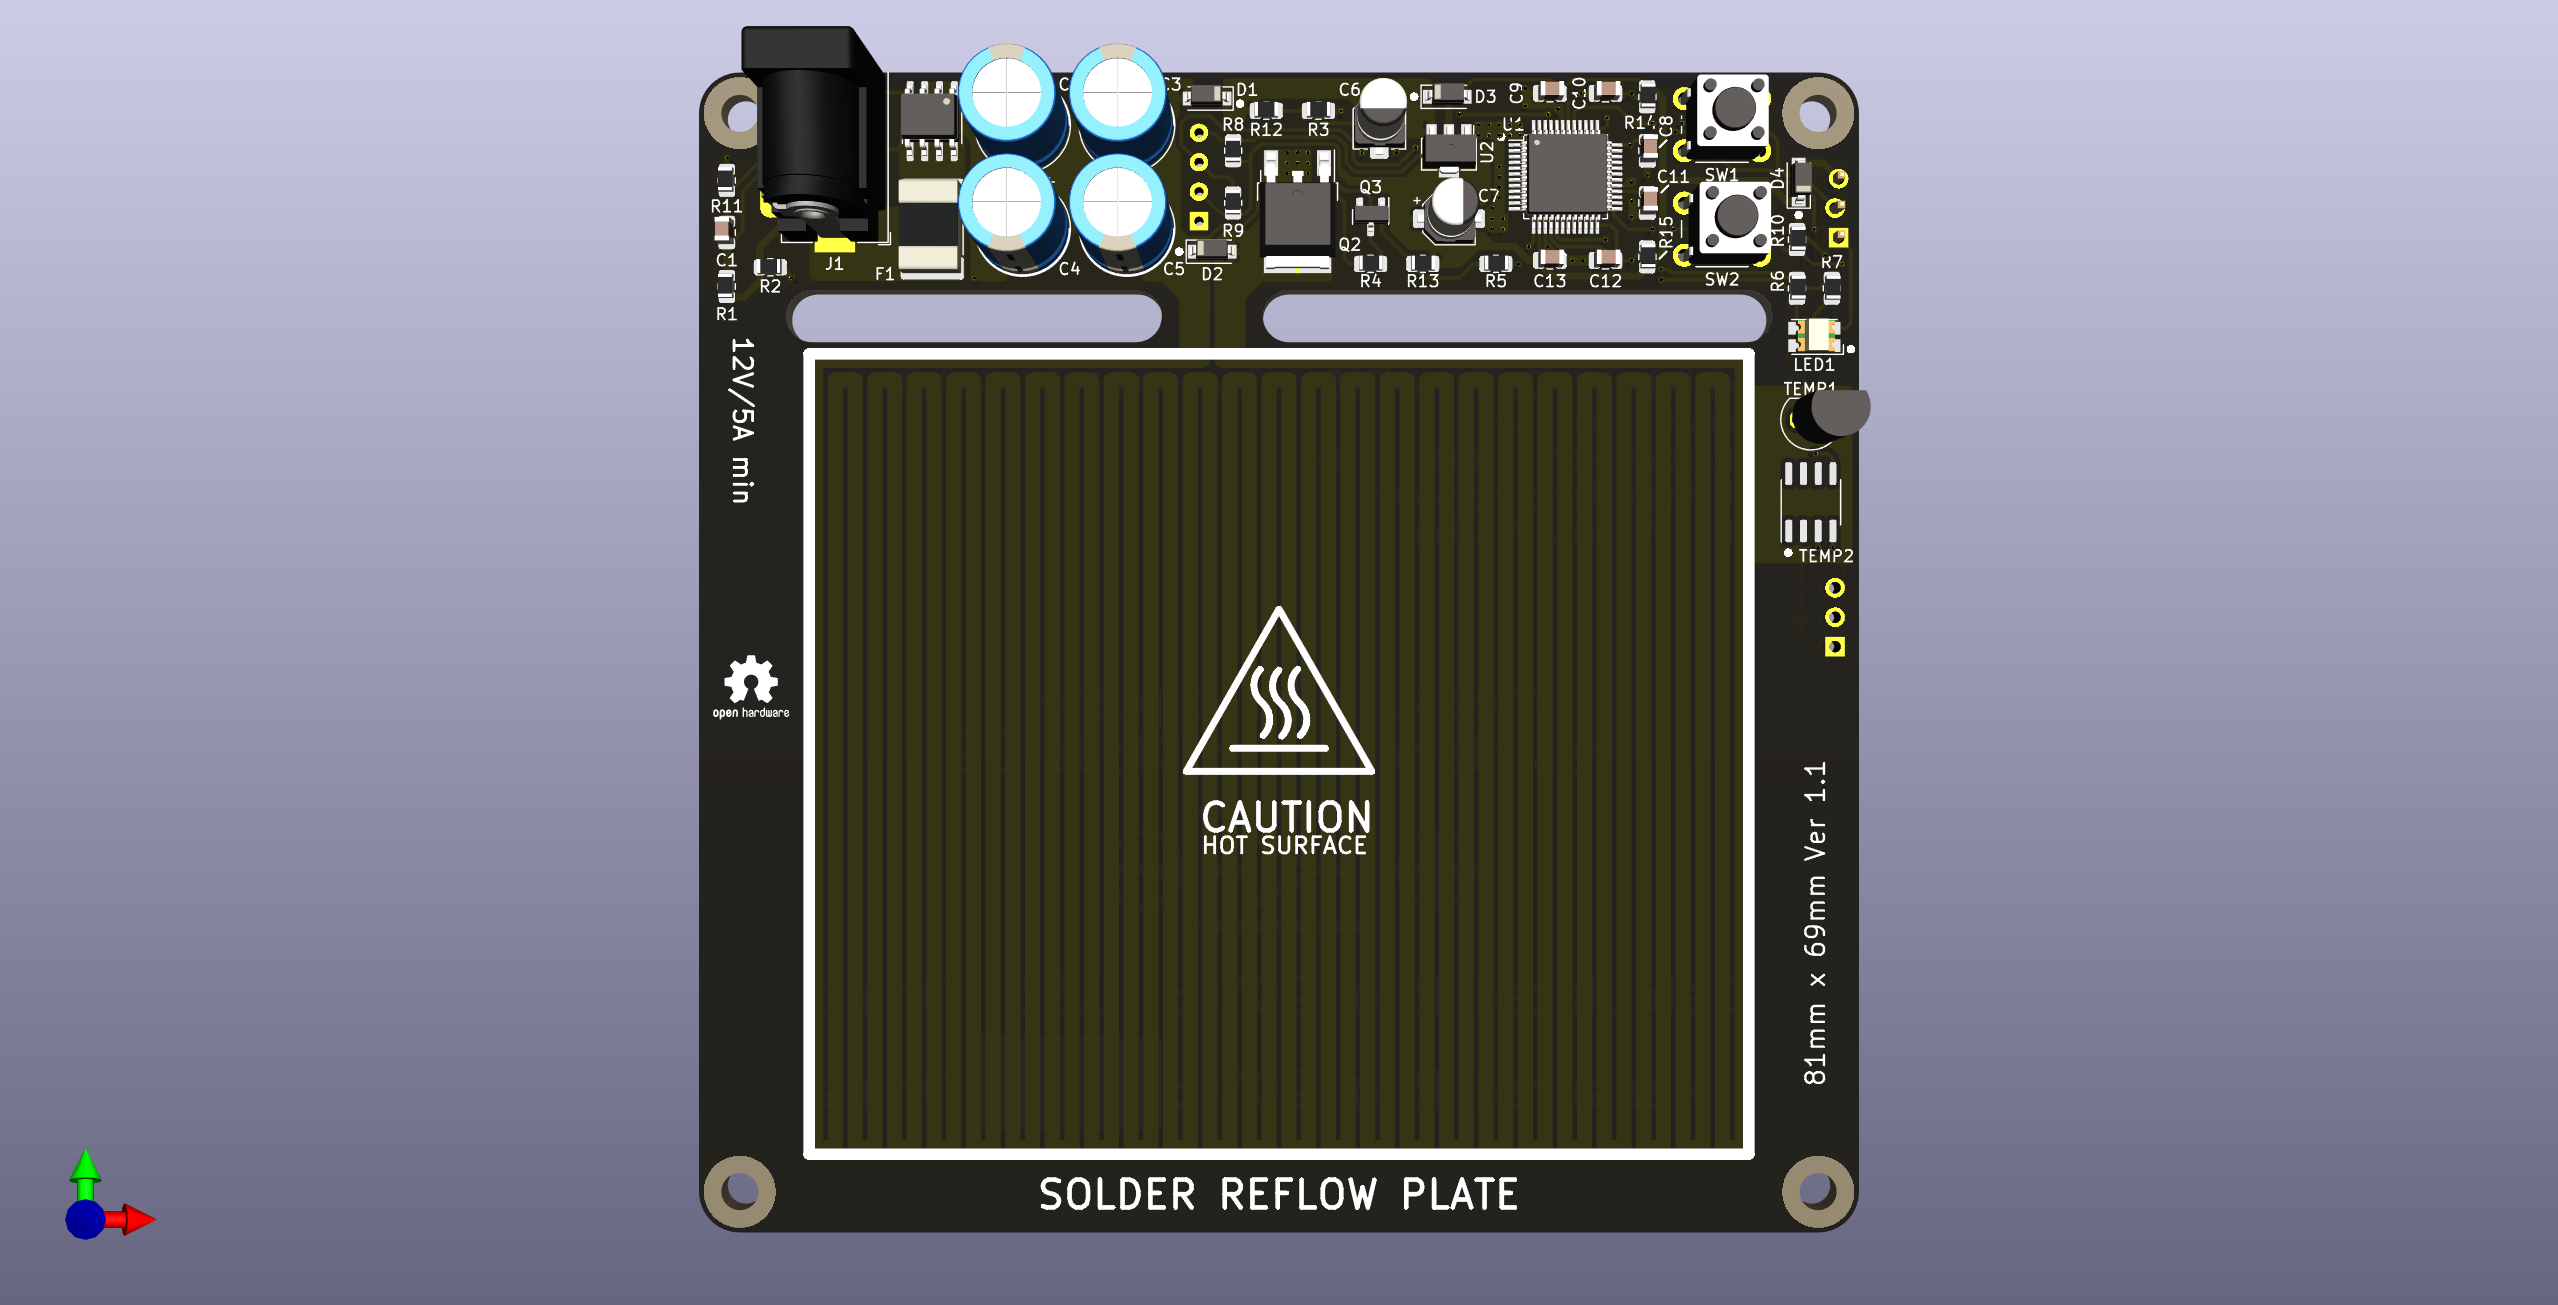 D1
C6
D3
C9
C10
R8
R12
R3
R14
C8
U2
R11
Q3
C7
C11
SW1
D4
C1
J1
R9
Q2
R15
R10
R2
F1
C4
C5
D2
R4
R13
R5
C13
C12
SW2
R7
R6
R1
LED1
TEMP1
12V/5A min
TEMP2
open hardware
CAUTION
HOT SURFACE
81mm x 69mm Ver 1.1
SOLDER REFLOW PLATE